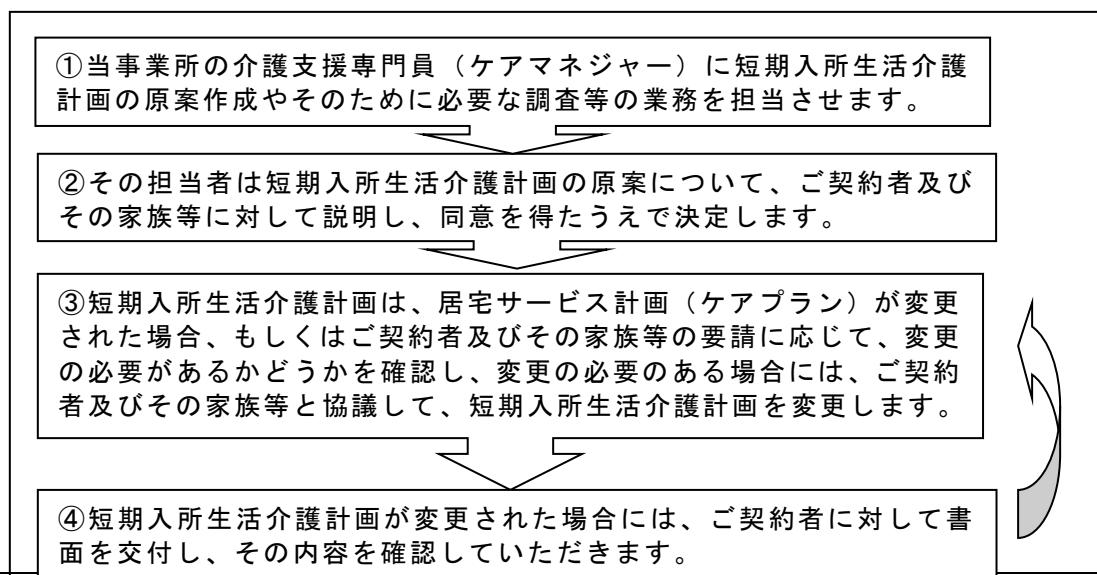 ①当事業所の介護支援専門員（ケアマネジャー）に短期入所生活介護
計画の原案作成やそのために必要な調査等の業務を担当させます。
②その担当者は短期入所生活介護計画の原案について、ご契約者及び
その家族等に対して説明し、同意を得たうえで決定します。
③短期入所生活介護計画は、居宅サービス計画（ケアプラン）が変更
された場合、もしくはご契約者及びその家族等の要請に応じて、変更
の必要があるかどうかを確認し、変更の必要のある場合には、ご契約
者及びその家族等と協議して、短期入所生活介護計画を変更します。
④短期入所生活介護計画が変更された場合には、ご契約者に対して書
面を交付し、その内容を確認していただきます。